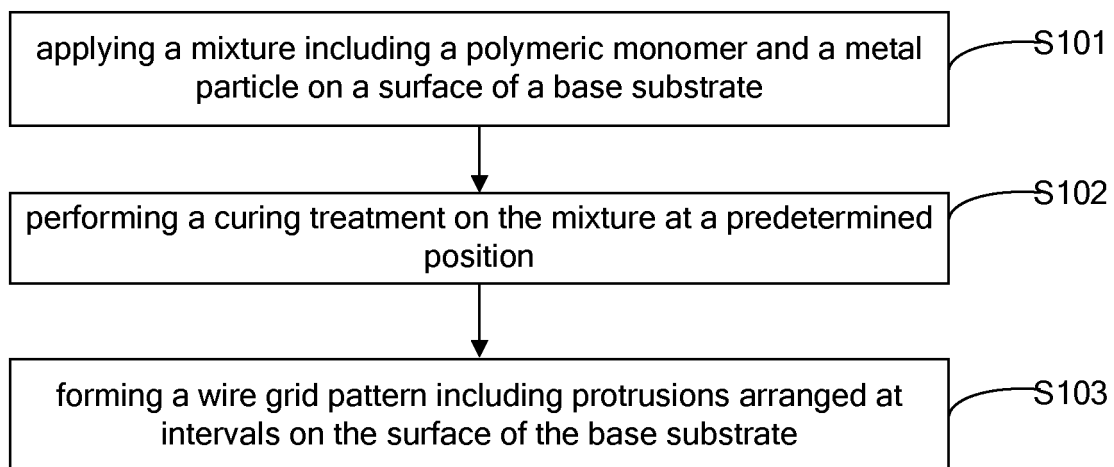 applying a mixture including a polymeric monomer and a metal
particle on a surface of a base substrate
S101
performing a curing treatment on the mixture at a predetermined
position
S102
forming a wire grid pattern including protrusions arranged at
intervals on the surface of the base substrate
S103